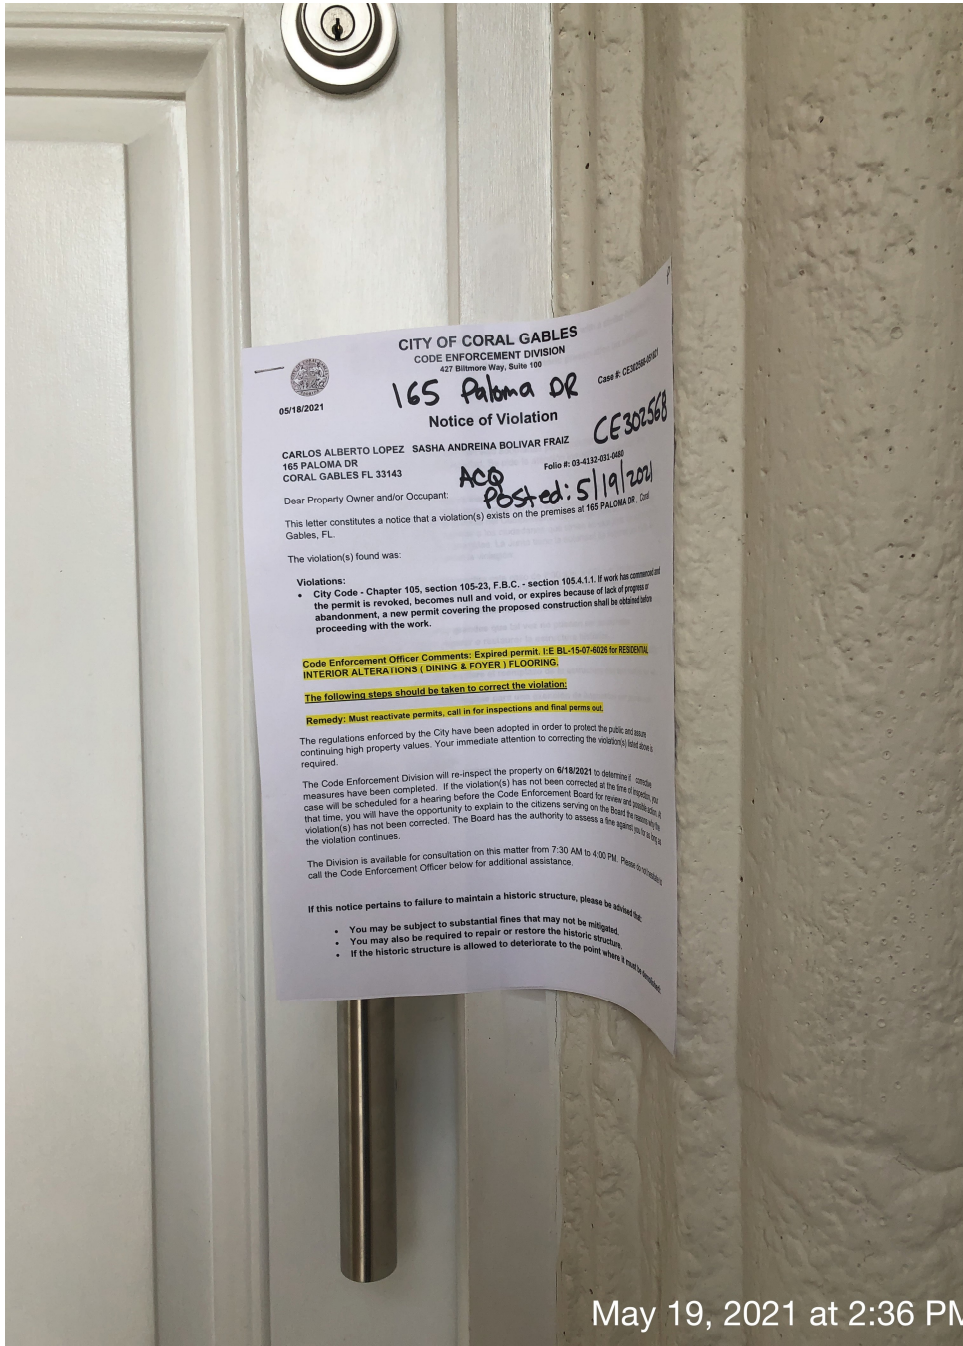 CITY OF CORAL GABLES
CODE ENFORCEMENT DIVISION
427 Biltmore Way, Suite 100
05/18/2021
165 Paloma DR
Case #: CE302568-051821
Notice of Violation
CE302568
CARLOS ALBERTO LOPEZ SASHA ANDREINA BOLIVAR FRAIZ
165 PALOMA DR
CORAL GABLES FL 33143
Folio #: 03-4132-031-0480
ACQ
Posted: 5/19/2021
Dear Property Owner and/or Occupant:
This letter constitutes a notice that a violation(s) exists on the premises at 165 PALOMA DR, Coral
Gables, FL.
The violation(s) found was:
Violations:
• City Code - Chapter 105, section 105-23, F.B.C. - section 105.4.1.1. If work has commenced and
the permit is revoked, becomes null and void, or expires because of lack of progress or
abandonment, a new permit covering the proposed construction shall be obtained before
proceeding with the work.
Code Enforcement Officer Comments: Expired permit. I:E BL-15-07-6026 for RESIDENTIAL
INTERIOR ALTERATIONS ( DINING & FOYER ) FLOORING.
The following steps should be taken to correct the violation:
Remedy: Must reactivate permits, call in for inspections and final perms out.
The regulations enforced by the City have been adopted in order to protect the public and assure
continuing high property values. Your immediate attention to correcting the violation(s) listed above is
required.
The Code Enforcement Division will re-inspect the property on 6/18/2021 to determine if corrective
measures have been completed. If the violation(s) has not been corrected at the time of inspection, your
case will be scheduled for a hearing before the Code Enforcement Board for review and possible action. At
that time, you will have the opportunity to explain to the citizens serving on the Board the reasons why the
violation(s) has not been corrected. The Board has the authority to assess a fine against you for as long as
the violation continues.
The Division is available for consultation on this matter from 7:30 AM to 4:00 PM. Please do not hesitate to
call the Code Enforcement Officer below for additional assistance.
If this notice pertains to failure to maintain a historic structure, please be advised that:
• You may be subject to substantial fines that may not be mitigated.
• You may also be required to repair or restore the historic structure.
• If the historic structure is allowed to deteriorate to the point where it must be demolished:
May 19, 2021 at 2:36 PM